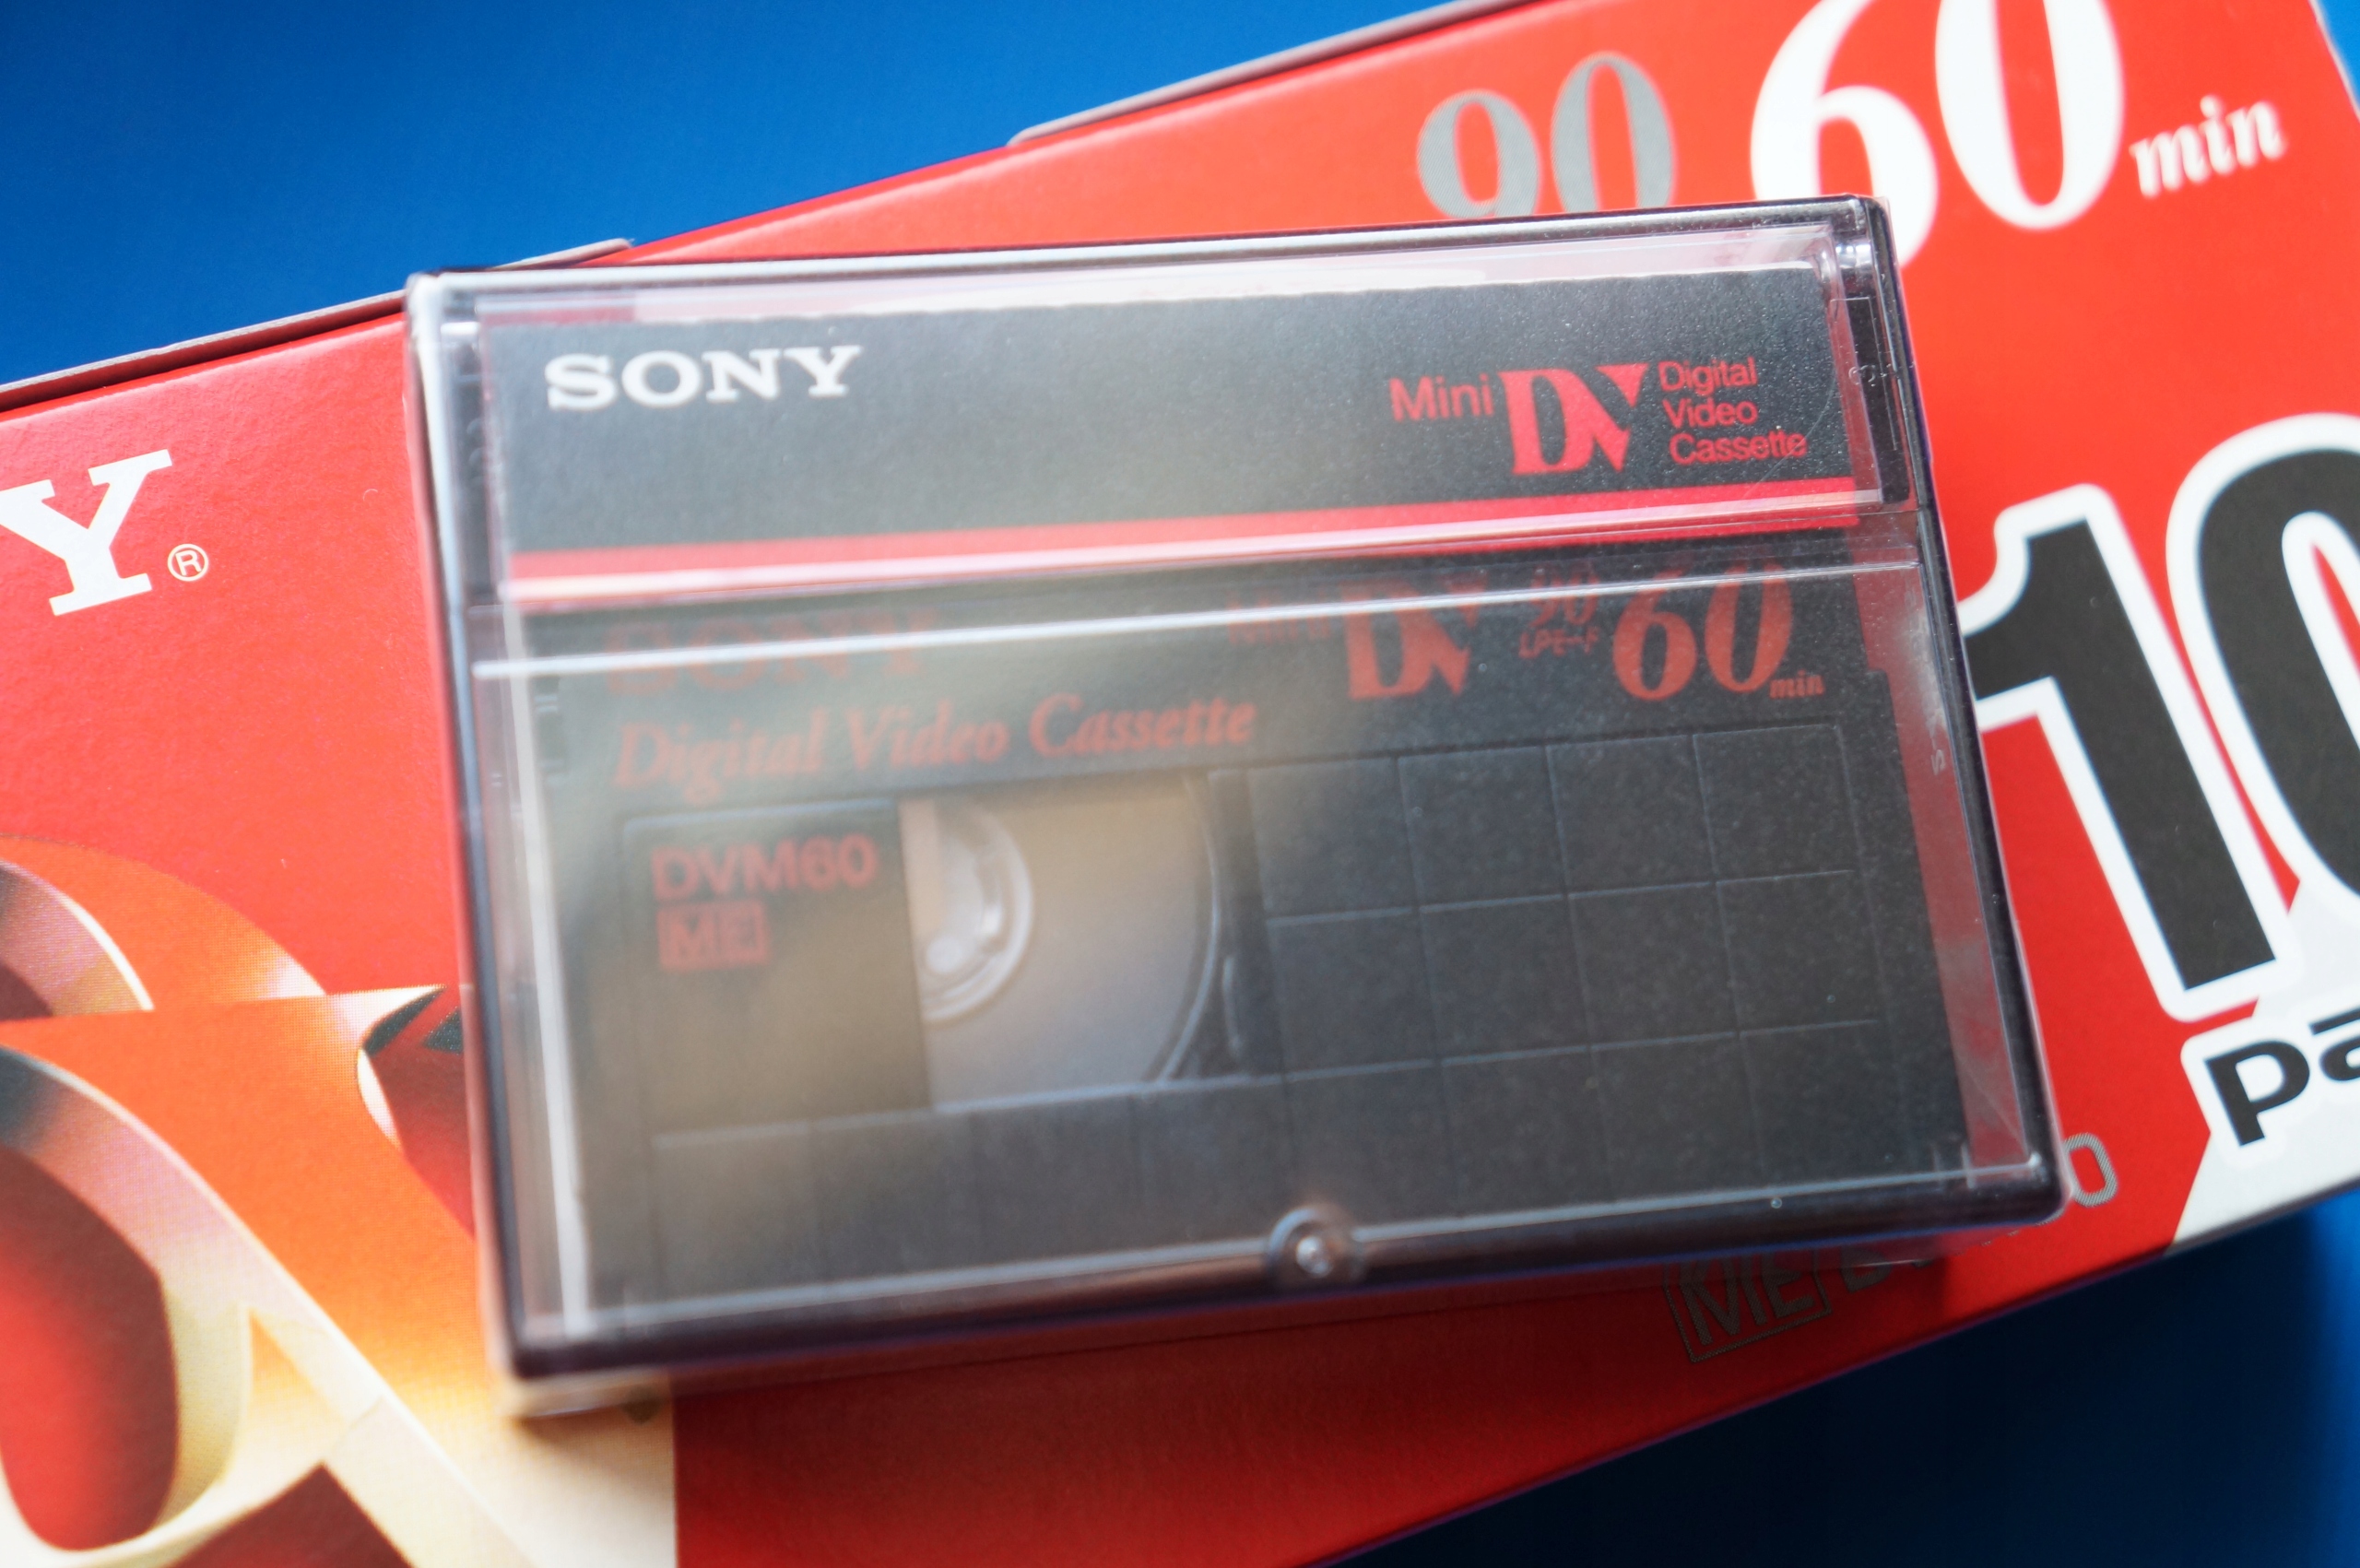 90 60 min
Y®
10
Pa
SONY
Mini DV Digital
Video
Cassette
SONY Mini DV 90 60 min
Digital Video Cassette
DVM60
ME
ME